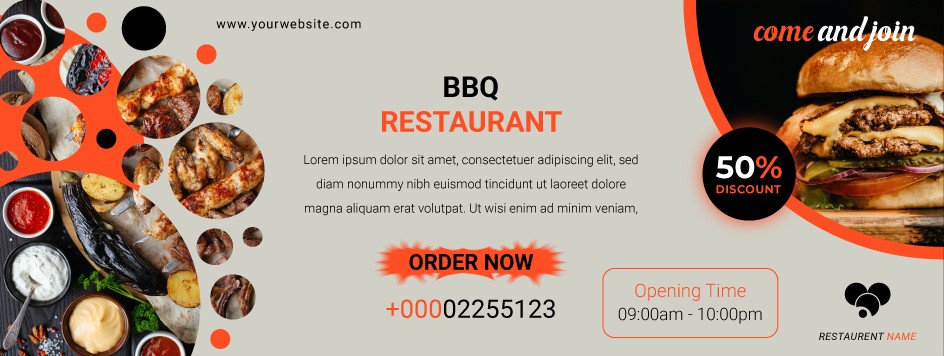 www.yourwebsite.com
come and join
BBQ
RESTAURANT
Lorem ipsum dolor sit amet, consectetuer adipiscing elit, sed
diam nonummy nibh euismod tincidunt ut laoreet dolore
magna aliquam erat volutpat. Ut wisi enim ad minim veniam,
50%
DISCOUNT
ORDER NOW
+00002255123
Opening Time
09:00am - 10:00pm
RESTAURENT NAME